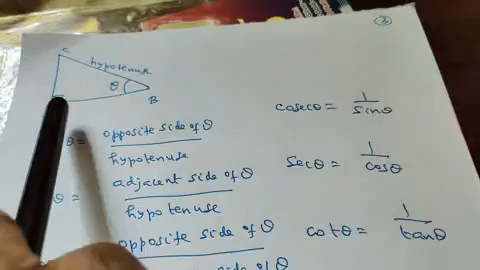 3
C
hypotenuse
θ
B
θ = opposite side of θ
hypotenuse
θ = adjacent side of θ
hypotenuse
opposite side of θ
cosecθ = 1
sinθ
secθ = 1
cosθ
cotθ = 1
tanθ